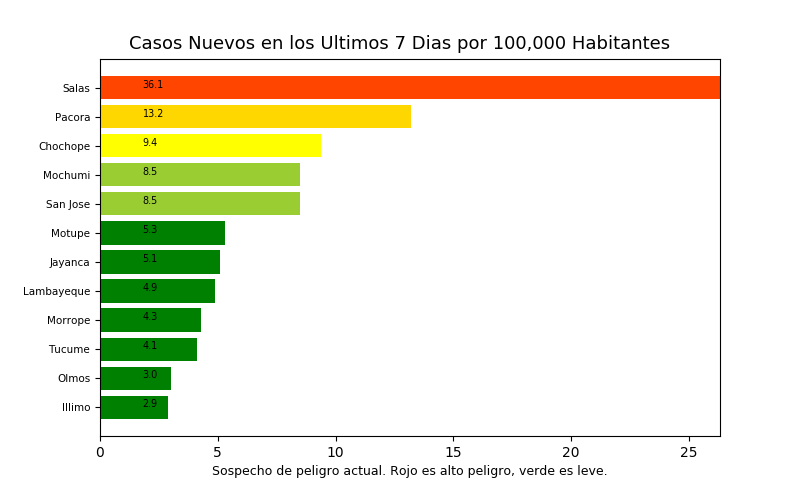 Casos Nuevos en los Ultimos 7 Dias por 100,000 Habitantes
Salas 36.1
Pacora 13.2
Chochope 9.4
Mochumi 8.5
San Jose 8.5
Motupe 5.3
Jayanca 5.1
Lambayeque 4.9
Morrope 4.3
Tucume 4.1
Olmos 3.0
Illimo 2.9
0 5 10 15 20 25
Sospecho de peligro actual. Rojo es alto peligro, verde es leve.